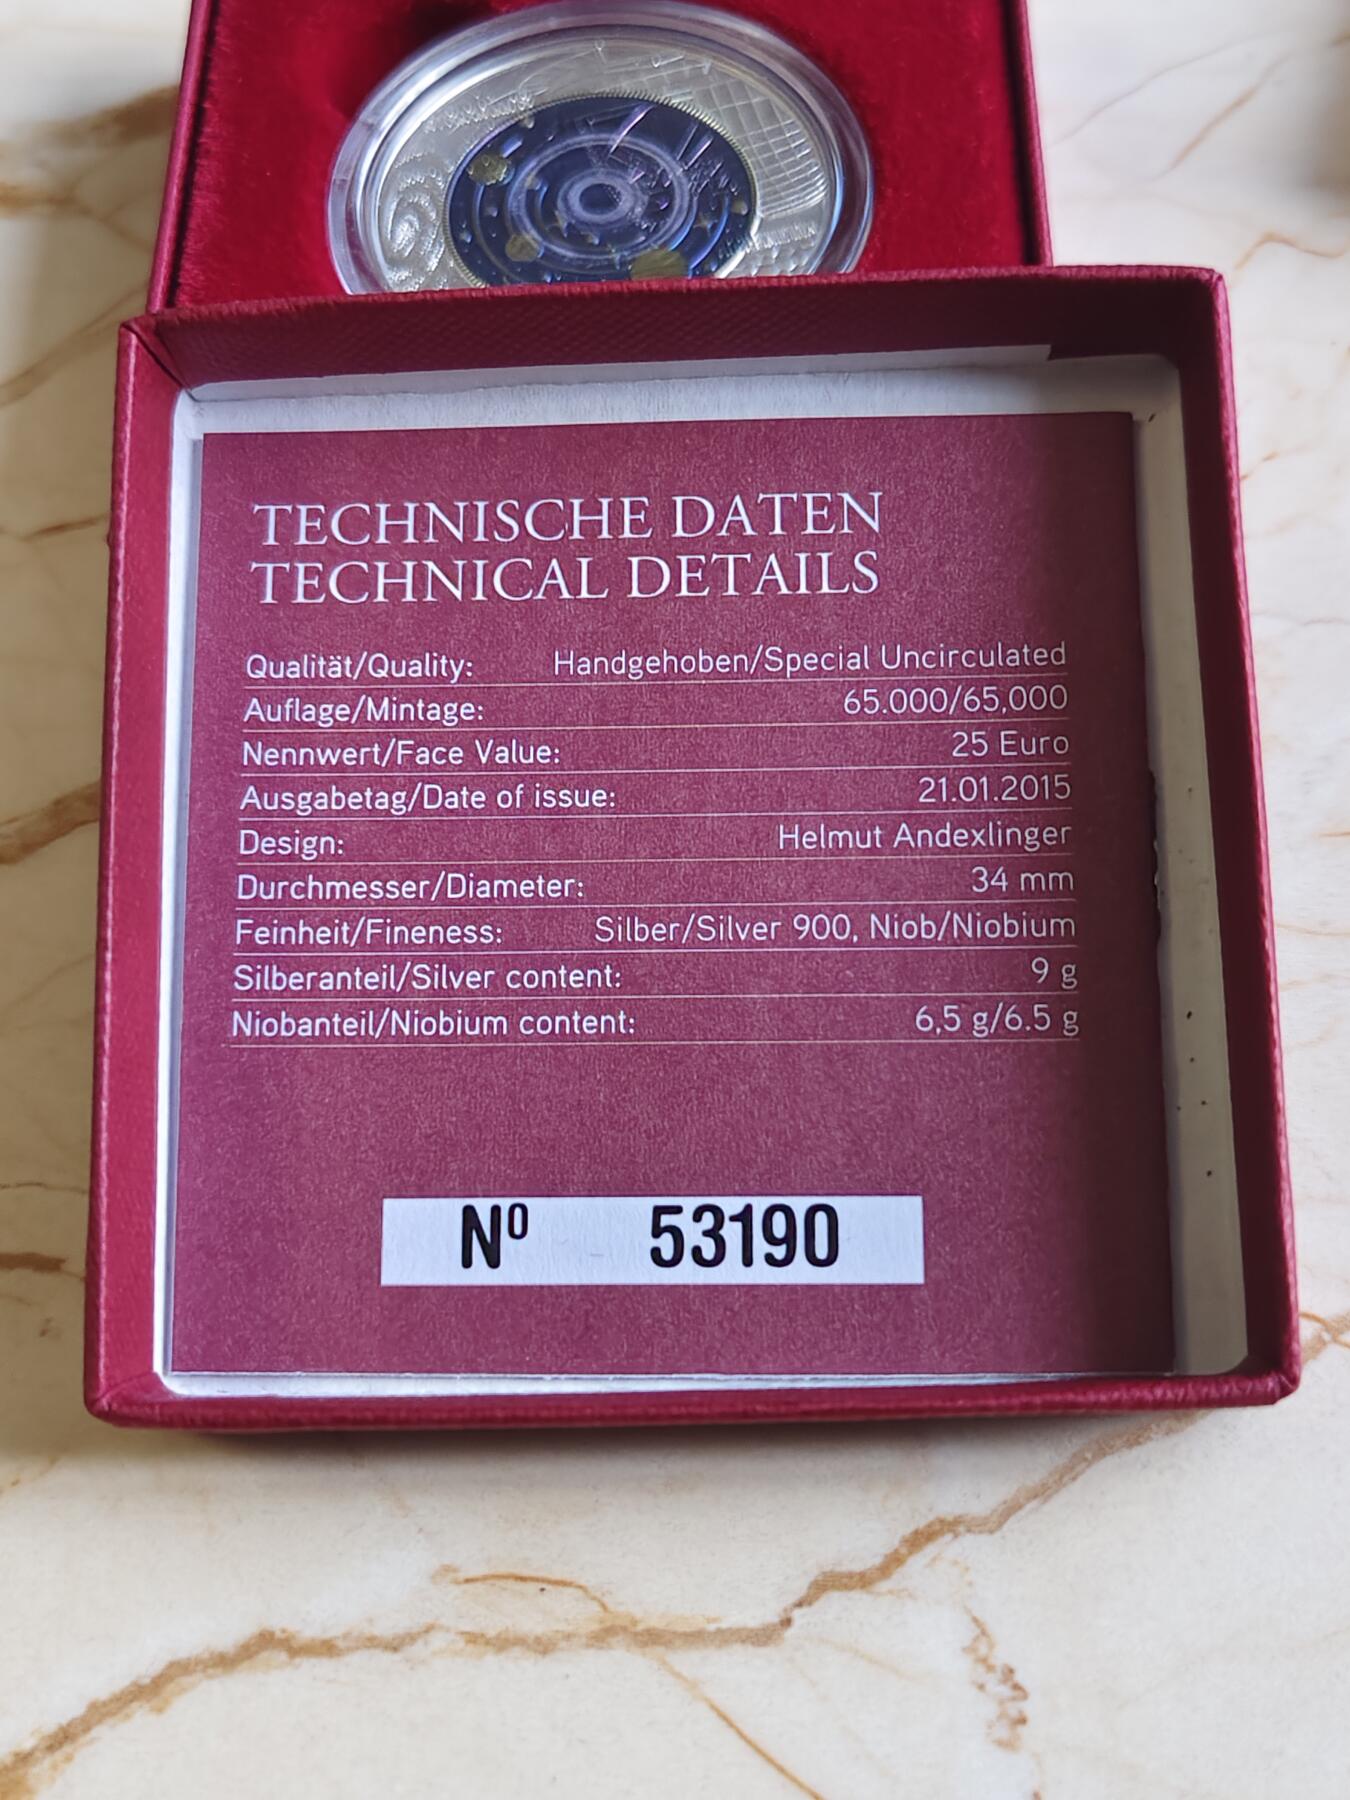 TECHNISCHE DATEN
TECHNICAL DETAILS
Qualität/Quality: Handgehoben/Special Uncirculated
Auflage/Mintage: 65.000/65,000
Nennwert/Face Value: 25 Euro
Ausgabetag/Date of issue: 21.01.2015
Design: Helmut Andexlinger
Durchmesser/Diameter: 34 mm
Feinheit/Fineness: Silber/Silver 900, Niob/Niobium
Silberanteil/Silver content: 9 g
Niobanteil/Niobium content: 6,5 g/6.5 g
Nº 53190